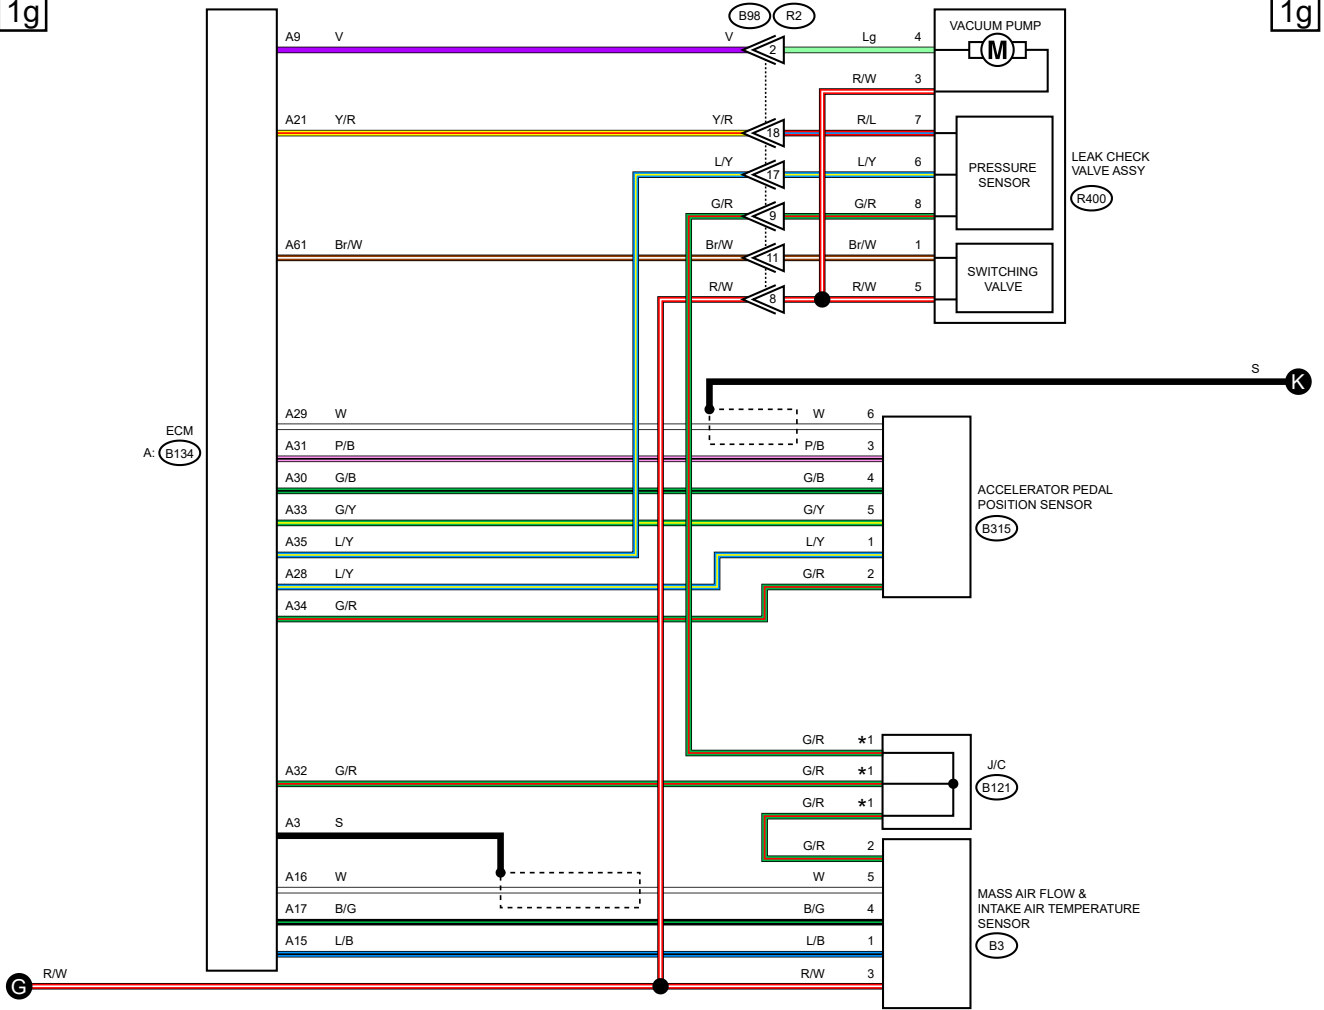 1g
1g
B98 R2
VACUUM PUMP
M
A9 V V 2 Lg 4
R/W 3
A21 Y/R Y/R 18 R/L 7
L/Y 17 L/Y 6
PRESSURE
SENSOR
LEAK CHECK
VALVE ASSY
R400
G/R 9 G/R 8
A61 Br/W Br/W 11 Br/W 1
SWITCHING
VALVE
R/W 8 R/W 5
S K
A29 W W 6
ECM
A: B134
A31 P/B P/B 3
A30 G/B G/B 4
ACCELERATOR PEDAL
POSITION SENSOR
B315
A33 G/Y G/Y 5
A35 L/Y L/Y 1
A28 L/Y G/R 2
A34 G/R
G/R *1
J/C
B121
A32 G/R G/R *1
G/R *1
A3 S
G/R 2
A16 W W 5
MASS AIR FLOW &
INTAKE AIR TEMPERATURE
SENSOR
B3
A17 B/G B/G 4
A15 L/B L/B 1
G R/W R/W 3